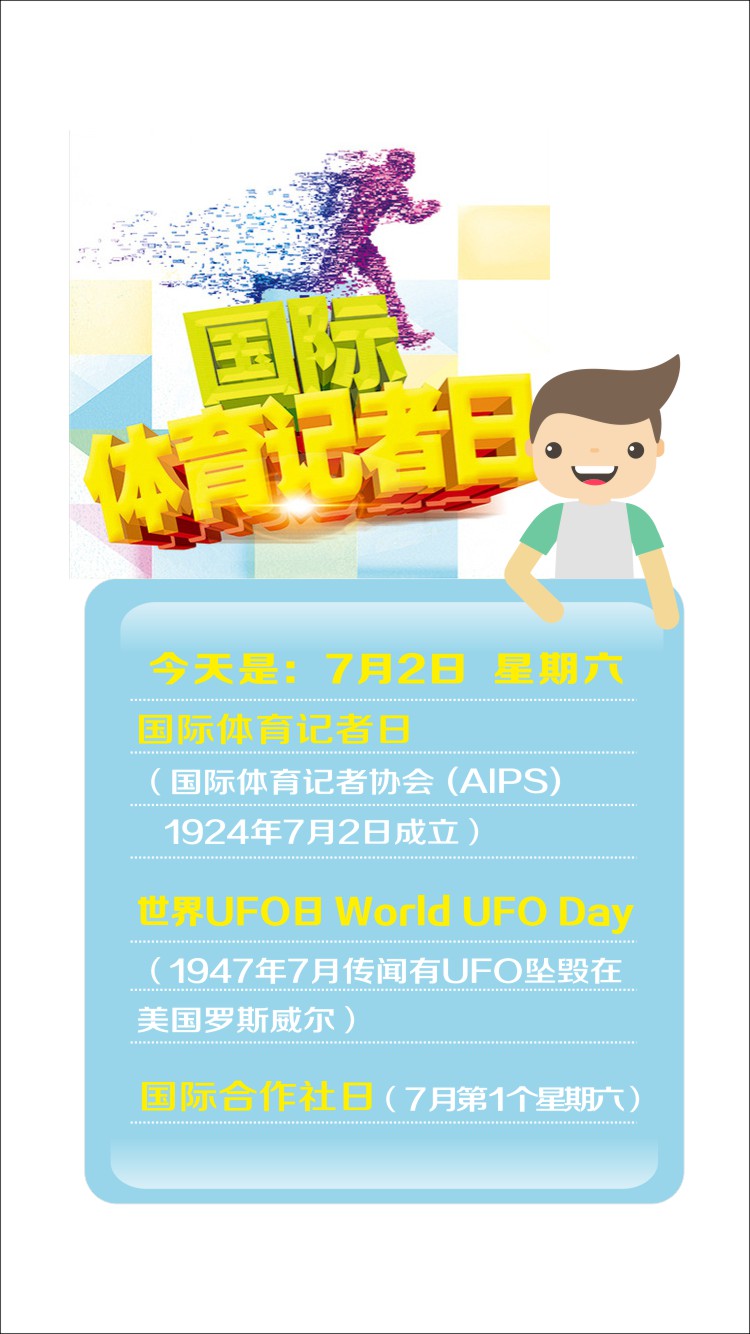 国际
体育记者日
今天是：7月2日 星期六
国际体育记者日
（国际体育记者协会（AIPS）
1924年7月2日成立）
世界UFO日 World UFO Day
（1947年7月传闻有UFO坠毁在
美国罗斯威尔）
国际合作社日（7月第1个星期六）